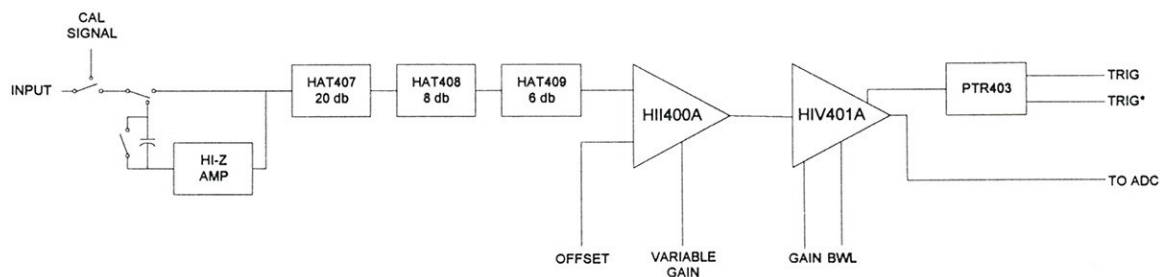 CAL
SIGNAL
INPUT
HAT407
20 db
HAT408
8 db
HAT409
6 db
HI-Z
AMP
HII400A
HIV401A
PTR403
TRIG
TRIG*
TO ADC
OFFSET
VARIABLE
GAIN
GAIN BWL